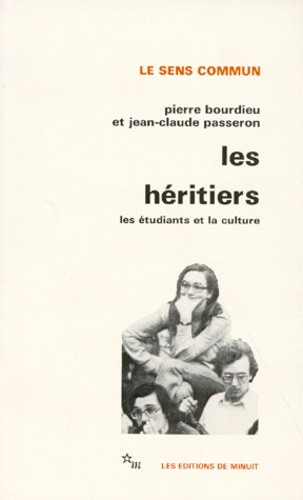 LE SENS COMMUN
pierre bourdieu
et jean-claude passeron
les
héritiers
les étudiants et la culture
m
LES EDITIONS DE MINUIT